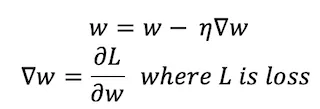 w = w − η∇w
∇w = ∂L/∂w where L is loss